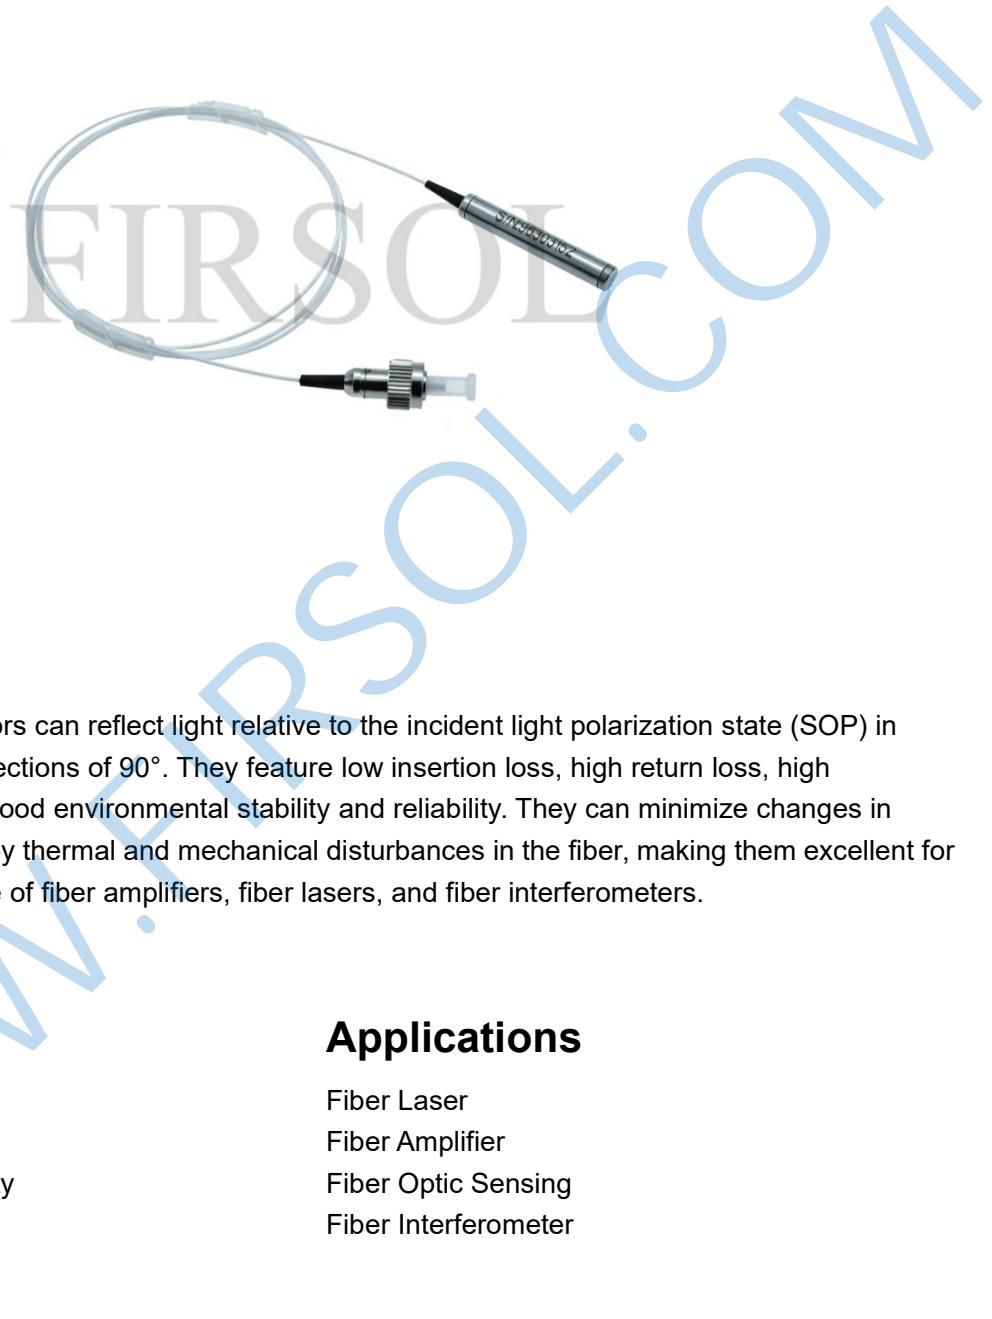 FIRSOL
S/N:98303182
W.FIRSOL.COM
ors can reflect light relative to the incident light polarization state (SOP) in
ections of 90°. They feature low insertion loss, high return loss, high
ood environmental stability and reliability. They can minimize changes in
y thermal and mechanical disturbances in the fiber, making them excellent for
of fiber amplifiers, fiber lasers, and fiber interferometers.
y
Applications
Fiber Laser
Fiber Amplifier
Fiber Optic Sensing
Fiber Interferometer